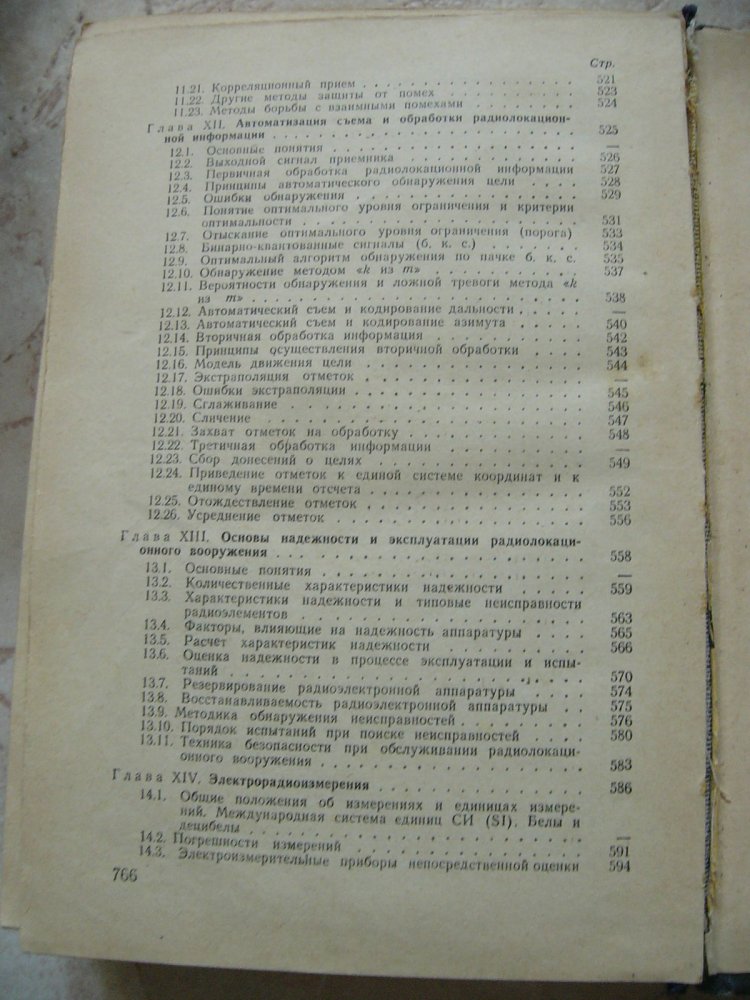 Стр.
11.21. Корреляционный прием . . . . . . . . . . . . . . . . 521
11.22. Другие методы защиты от помех . . . . . . . . . . 523
11.23. Методы борьбы с взаимными помехами . . . . . . . 524
Глава XII. Автоматизация съема и обработки радиолокацион-
ной информации . . . . . . . . . . . . . . . . . . . . 525
12.1. Основные понятия . . . . . . . . . . . . . . . . . —
12.2. Выходной сигнал приемника . . . . . . . . . . . . 526
12.3. Первичная обработка радиолокационной информации 527
12.4. Принципы автоматического обнаружения цели . . . . 528
12.5. Ошибки обнаружения . . . . . . . . . . . . . . . 529
12.6. Понятие оптимального уровня ограничения и критерии
оптимальности . . . . . . . . . . . . . . . . . . . 531
12.7. Отыскание оптимального уровня ограничения (порога) 533
12.8. Бинарно-квантованные сигналы (б. к. с.) . . . . . . . 534
12.9. Оптимальный алгоритм обнаружения по пачке б. к. с. 535
12.10. Обнаружение методом «k из m» . . . . . . . . . . 537
12.11. Вероятности обнаружения и ложной тревоги метода «k
из m» . . . . . . . . . . . . . . . . . . . . . . . 538
12.12. Автоматический съем и кодирование дальности . . . . —
12.13. Автоматический съем и кодирование азимута . . . . . 540
12.14. Вторичная обработка информация . . . . . . . . . . 542
12.15. Принципы осуществления вторичной обработки . . . . 543
12.16. Модель движения цели . . . . . . . . . . . . . . . 544
12.17. Экстраполяция отметок . . . . . . . . . . . . . . . —
12.18. Ошибки экстраполяции . . . . . . . . . . . . . . . 545
12.19. Сглаживание . . . . . . . . . . . . . . . . . . . . 546
12.20. Сличение . . . . . . . . . . . . . . . . . . . . . . 547
12.21. Захват отметок на обработку . . . . . . . . . . . . 548
12.22. Третичная обработка информации . . . . . . . . . . —
12.23. Сбор донесений о целях . . . . . . . . . . . . . . 549
12.24. Приведение отметок к единой системе координат и к
единому времени отсчета . . . . . . . . . . . . . . 552
12.25. Отождествление отметок . . . . . . . . . . . . . . 553
12.26. Усреднение отметок . . . . . . . . . . . . . . . . 556
Глава XIII. Основы надежности и эксплуатации радиолокаци-
онного вооружения . . . . . . . . . . . . . . . . . . . 558
13.1. Основные понятия . . . . . . . . . . . . . . . . . —
13.2. Количественные характеристики надежности . . . . . 559
13.3. Характеристики надежности и типовые неисправности
радиоэлементов . . . . . . . . . . . . . . . . . . 563
13.4. Факторы, влияющие на надежность аппаратуры . . . . 565
13.5. Расчет характеристик надежности . . . . . . . . . . 566
13.6. Оценка надежности в процессе эксплуатации и испы-
таний . . . . . . . . . . . . . . . . . . . . . . . 570
13.7. Резервирование радиоэлектронной аппаратуры . . . . 574
13.8. Восстанавливаемость радиоэлектронной аппаратуры . . 575
13.9. Методика обнаружения неисправностей . . . . . . . . 576
13.10. Порядок испытаний при поиске неисправностей . . . . 580
13.11. Техника безопасности при обслуживании радиолокаци-
онного вооружения . . . . . . . . . . . . . . . . . 583
Глава XIV. Электрорадиоизмерения . . . . . . . . . . . . . 586
14.1. Общие положения об измерениях и единицах измере-
ний. Международная система единиц СИ (SI). Белы и
децибелы . . . . . . . . . . . . . . . . . . . . . —
14.2. Погрешности измерений . . . . . . . . . . . . . . . 591
14.3. Электроизмерительные приборы непосредственной оценки 594
766